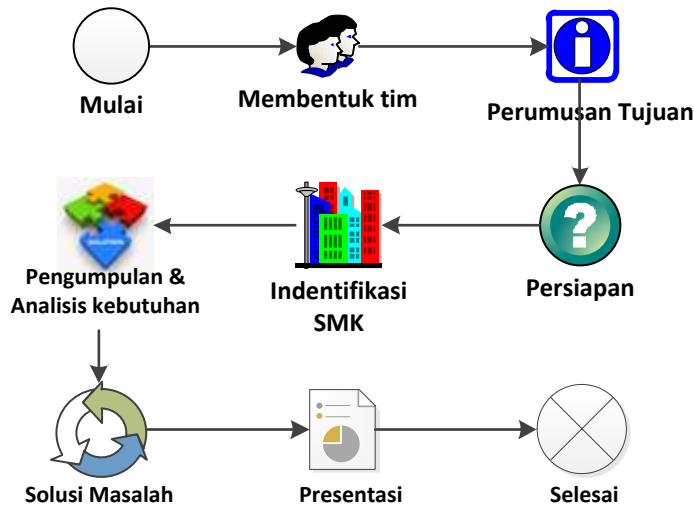 Mulai
Membentuk tim
Perumusan Tujuan
Persiapan
Indentifikasi
SMK
Pengumpulan &
Analisis kebutuhan
Solusi Masalah
Presentasi
Selesai